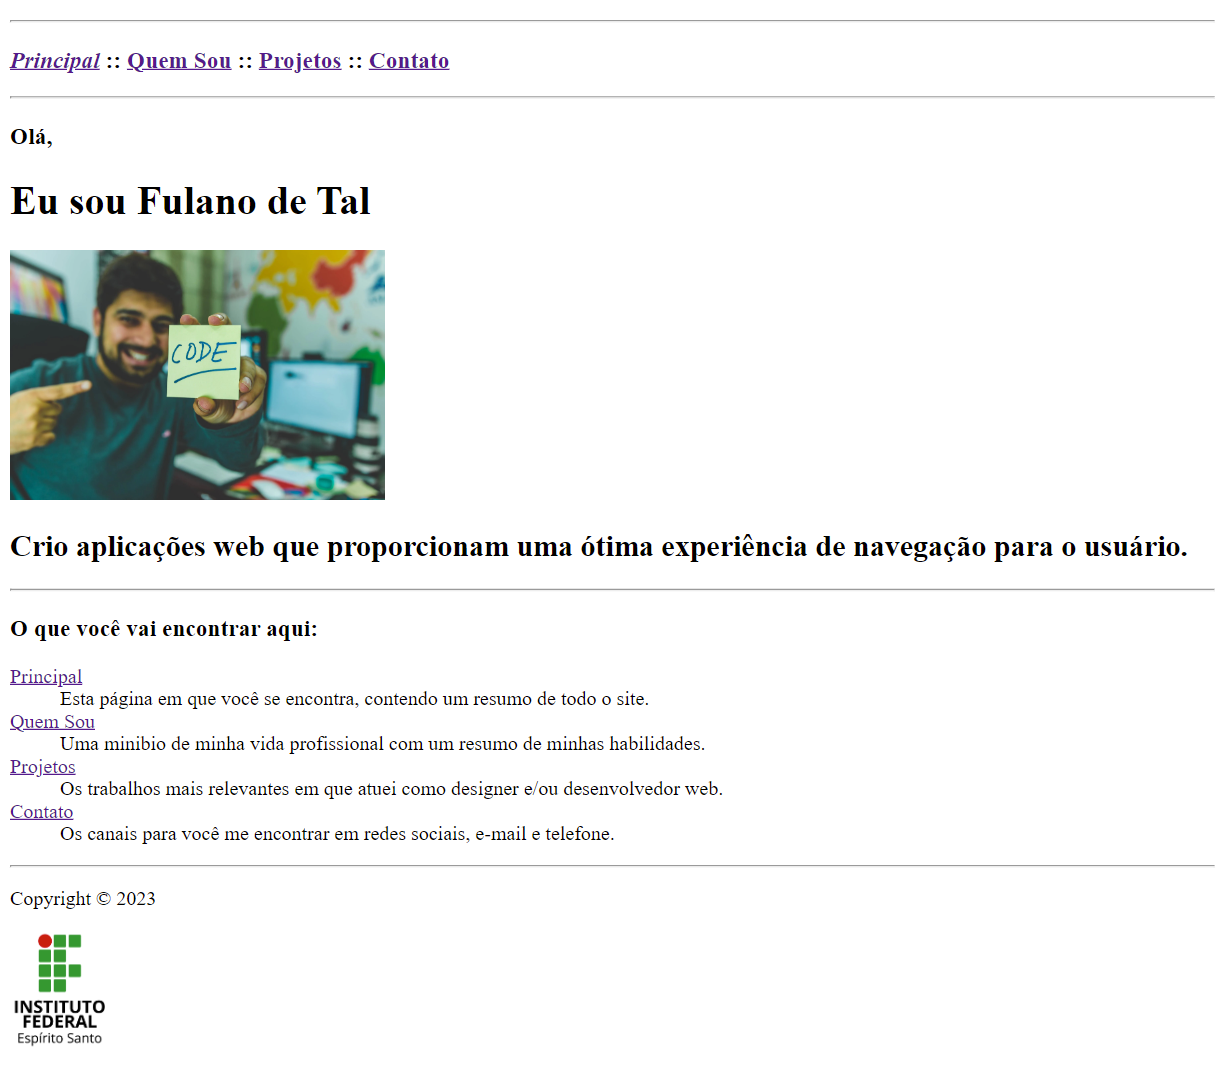 Principal :: Quem Sou :: Projetos :: Contato
Olá,
Eu sou Fulano de Tal
CODE
Crio aplicações web que proporcionam uma ótima experiência de navegação para o usuário.
O que você vai encontrar aqui:
Principal
Esta página em que você se encontra, contendo um resumo de todo o site.
Quem Sou
Uma minibio de minha vida profissional com um resumo de minhas habilidades.
Projetos
Os trabalhos mais relevantes em que atuei como designer e/ou desenvolvedor web.
Contato
Os canais para você me encontrar em redes sociais, e-mail e telefone.
Copyright © 2023
INSTITUTO
FEDERAL
Espírito Santo